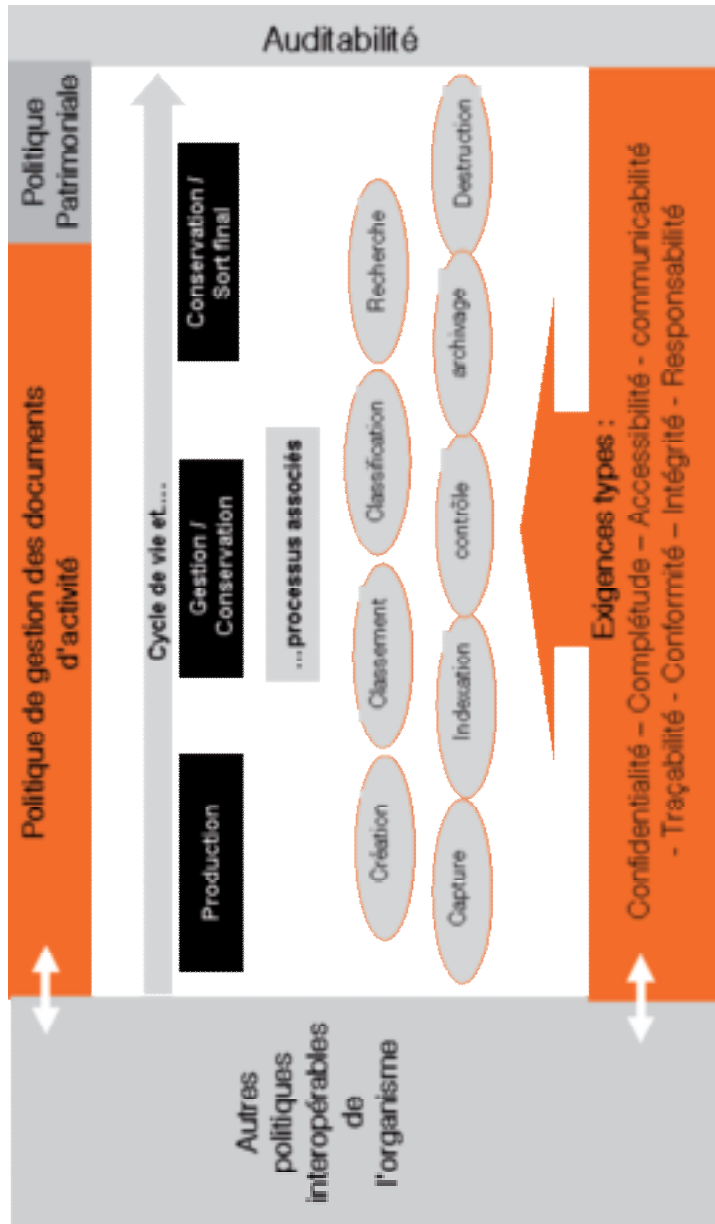 Politique de gestion des documents
d'activité
Politique
Patrimoniale
Auditabilité
Autres
politiques
interopérables
de
l'organisme
Cycle de vie et....
Production
Gestion /
Conservation
Conservation /
Sort final
...processus associés
Création
Classement
Classification
Recherche
Capture
Indexation
contrôle
archivage
Destruction
Exigences types :
Confidentialité – Complétude – Accessibilité - communicabilité
- Traçabilité - Conformité – Intégrité - Responsabilité